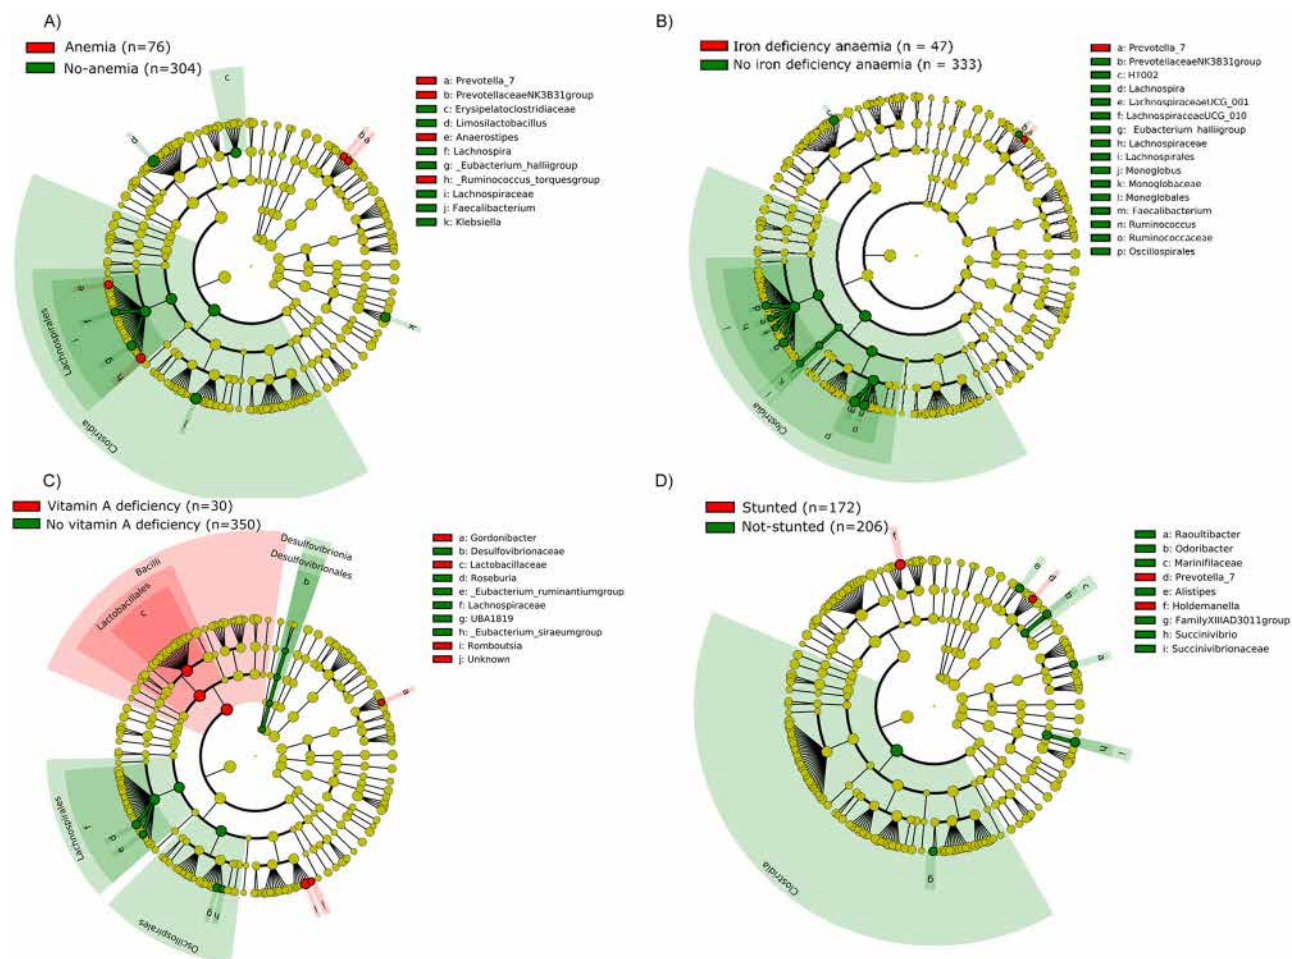 A)
Anemia (n=76)
No-anemia (n=304)
c
b
b a
a: Prevotella_7
b: PrevotellaceaeNK3B31group
c: Erysipelatoclostridiaceae
d: Limosilactobacillus
e: Anaerostipes
f: Lachnospira
g: _Eubacterium_halliigroup
h: _Ruminococcus_torquesgroup
i: Lachnospiraceae
j: Faecalibacterium
k: Klebsiella
k
Lachnospirales
Clostridia
B)
Iron deficiency anaemia (n = 47)
No iron deficiency anaemia (n = 333)
a: Prevotella_7
b: PrevotellaceaeNK3B31group
c: HT002
d: Lachnospira
e: LachnospiraceaeUCG_001
f: LachnospiraceaeUCG_010
g: _Eubacterium_halliigroup
h: Lachnospiraceae
i: Lachnospirales
j: Monoglobus
k: Monoglobaceae
l: Monoglobales
m: Faecalibacterium
n: Ruminococcus
o: Ruminococcaceae
p: Oscillospirales
Clostridia
C)
Vitamin A deficiency (n=30)
No vitamin A deficiency (n=350)
Desulfovibrionia
Desulfovibrionales
b
Bacilli
Lactobacillales
c
a
a: Gordonibacter
b: Desulfovibrionaceae
c: Lactobacillaceae
d: Roseburia
e: _Eubacterium_ruminantiumgroup
f: Lachnospiraceae
g: UBA1819
h: _Eubacterium_siraeumgroup
i: Romboutsia
j: Unknown
Lachnospirales
f
d
e
h g
Oscillospirales
D)
Stunted (n=172)
Not-stunted (n=206)
f
e
d
b
c
a
a: Raoultibacter
b: Odoribacter
c: Marinifilaceae
d: Prevotella_7
e: Alistipes
f: Holdemanella
g: FamilyXIIIAD3011group
h: Succinivibrio
i: Succinivibrionaceae
h
i
g
Clostridia